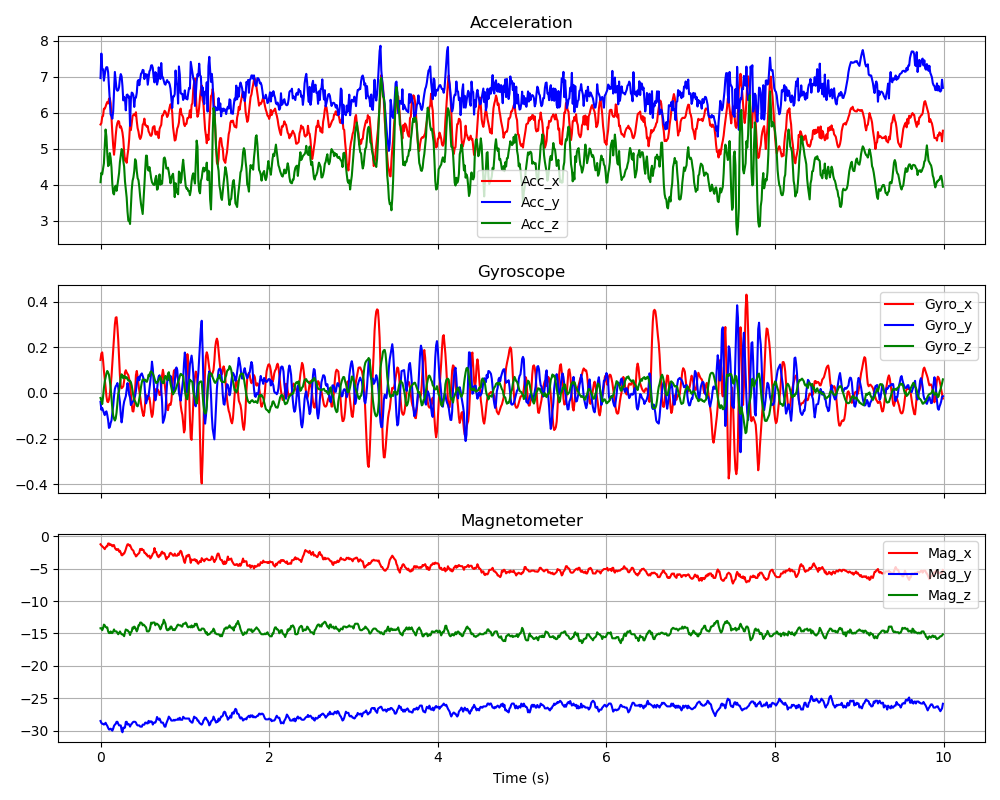 Acceleration
8
7
6
5
4
3
Acc_x
Acc_y
Acc_z
Gyroscope
0.4
0.2
0.0
−0.2
−0.4
Gyro_x
Gyro_y
Gyro_z
Magnetometer
0
−5
−10
−15
−20
−25
−30
Mag_x
Mag_y
Mag_z
0 2 4 6 8 10
Time (s)